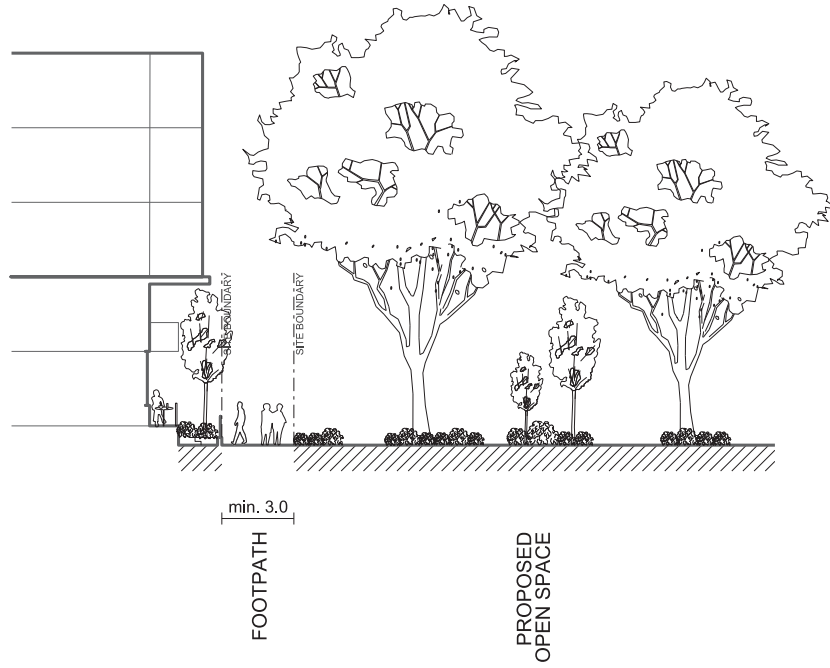 SITE BOUNDARY
SITE BOUNDARY
min. 3.0
FOOTPATH
PROPOSED
OPEN SPACE